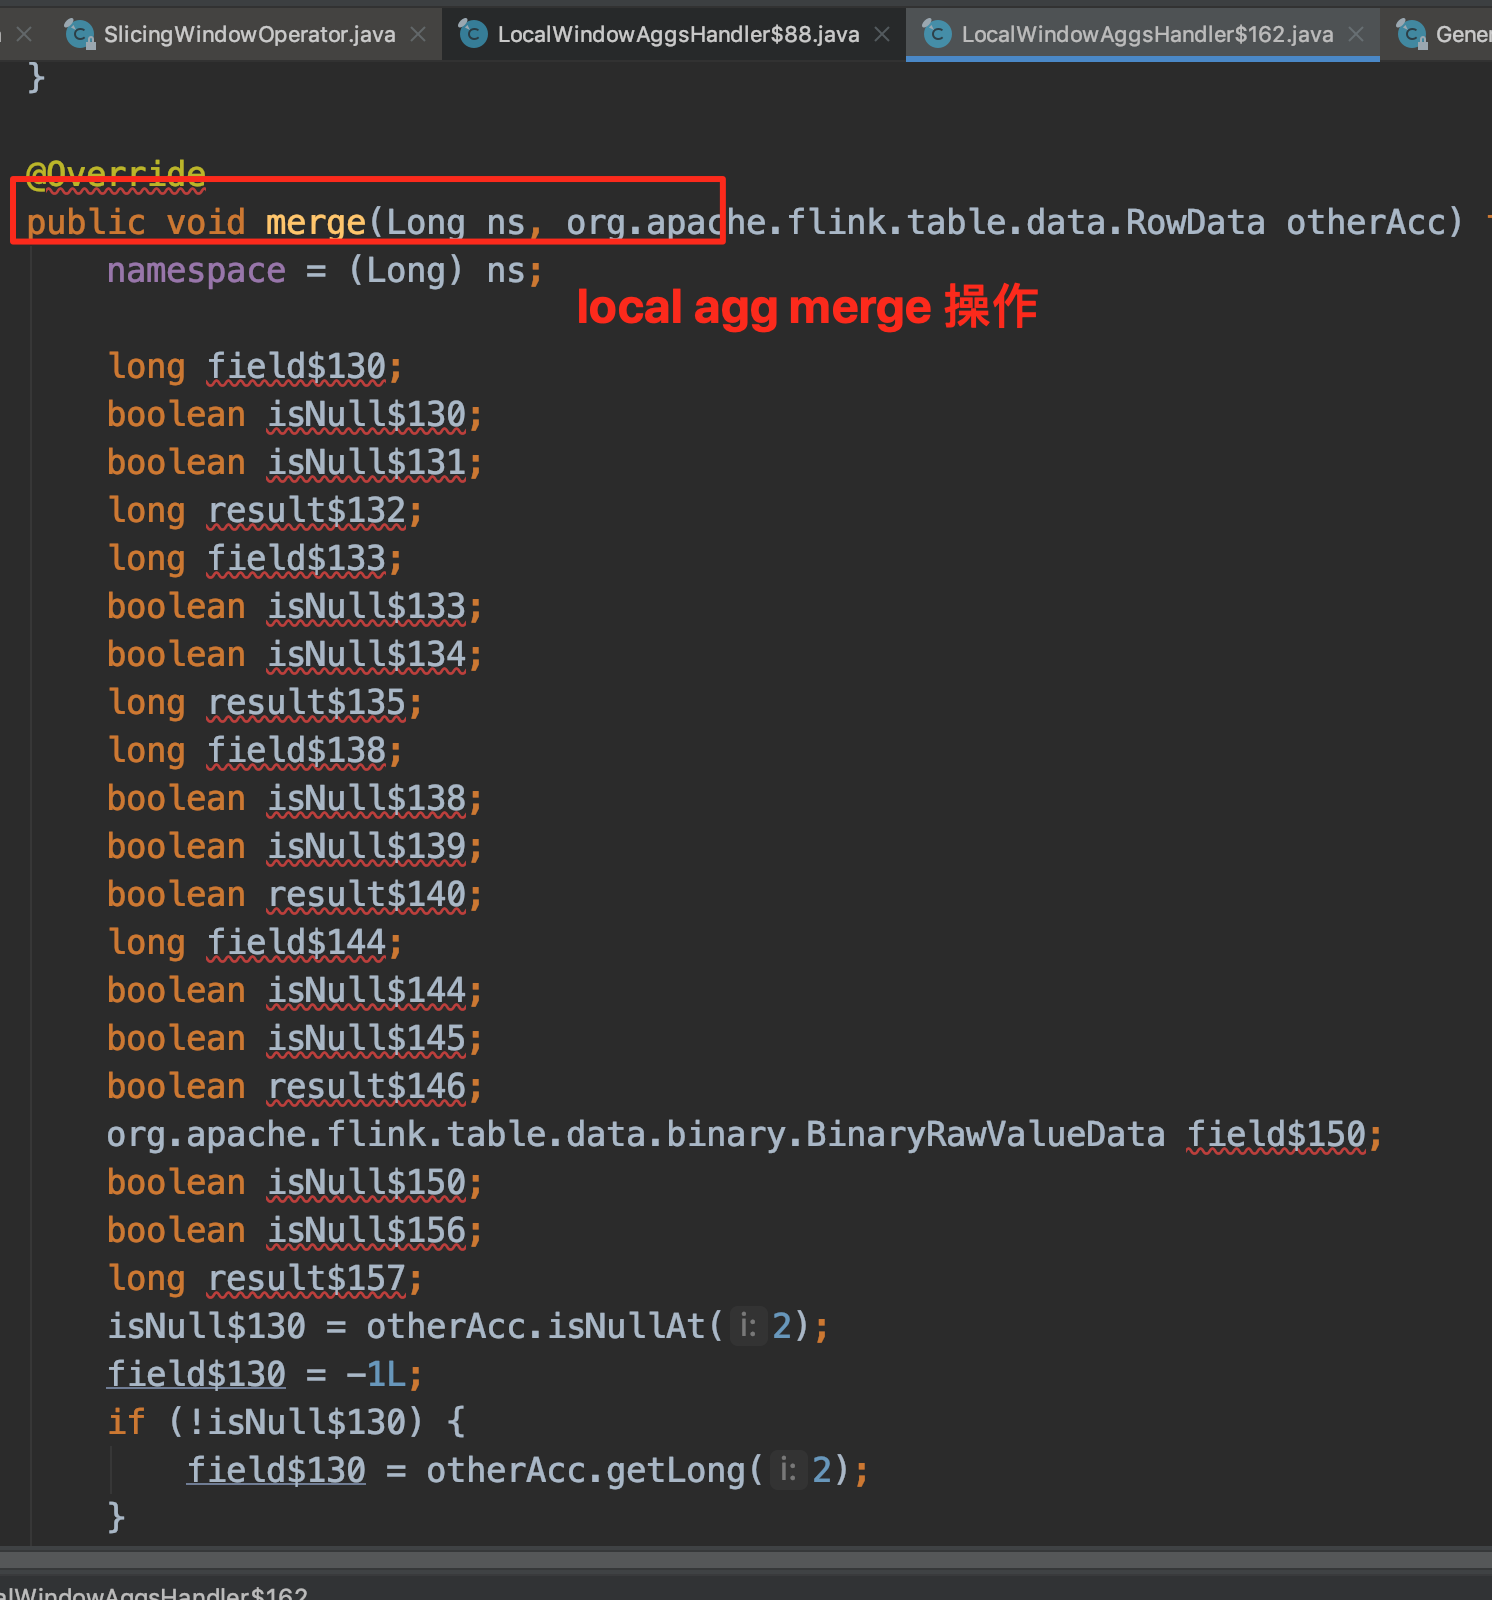 SlicingWindowOperator.java LocalWindowAggsHandler$88.java LocalWindowAggsHandler$162.java Gener
}
@Override
public void merge(Long ns, org.apache.flink.table.data.RowData otherAcc)
namespace = (Long) ns;
local agg merge 操作
long field$130;
boolean isNull$130;
boolean isNull$131;
long result$132;
long field$133;
boolean isNull$133;
boolean isNull$134;
long result$135;
long field$138;
boolean isNull$138;
boolean isNull$139;
boolean result$140;
long field$144;
boolean isNull$144;
boolean isNull$145;
boolean result$146;
org.apache.flink.table.data.binary.BinaryRawValueData field$150;
boolean isNull$150;
boolean isNull$156;
long result$157;
isNull$130 = otherAcc.isNullAt( i: 2);
field$130 = -1L;
if (!isNull$130) {
field$130 = otherAcc.getLong( i: 2);
}
alWindowAggsHandler$162